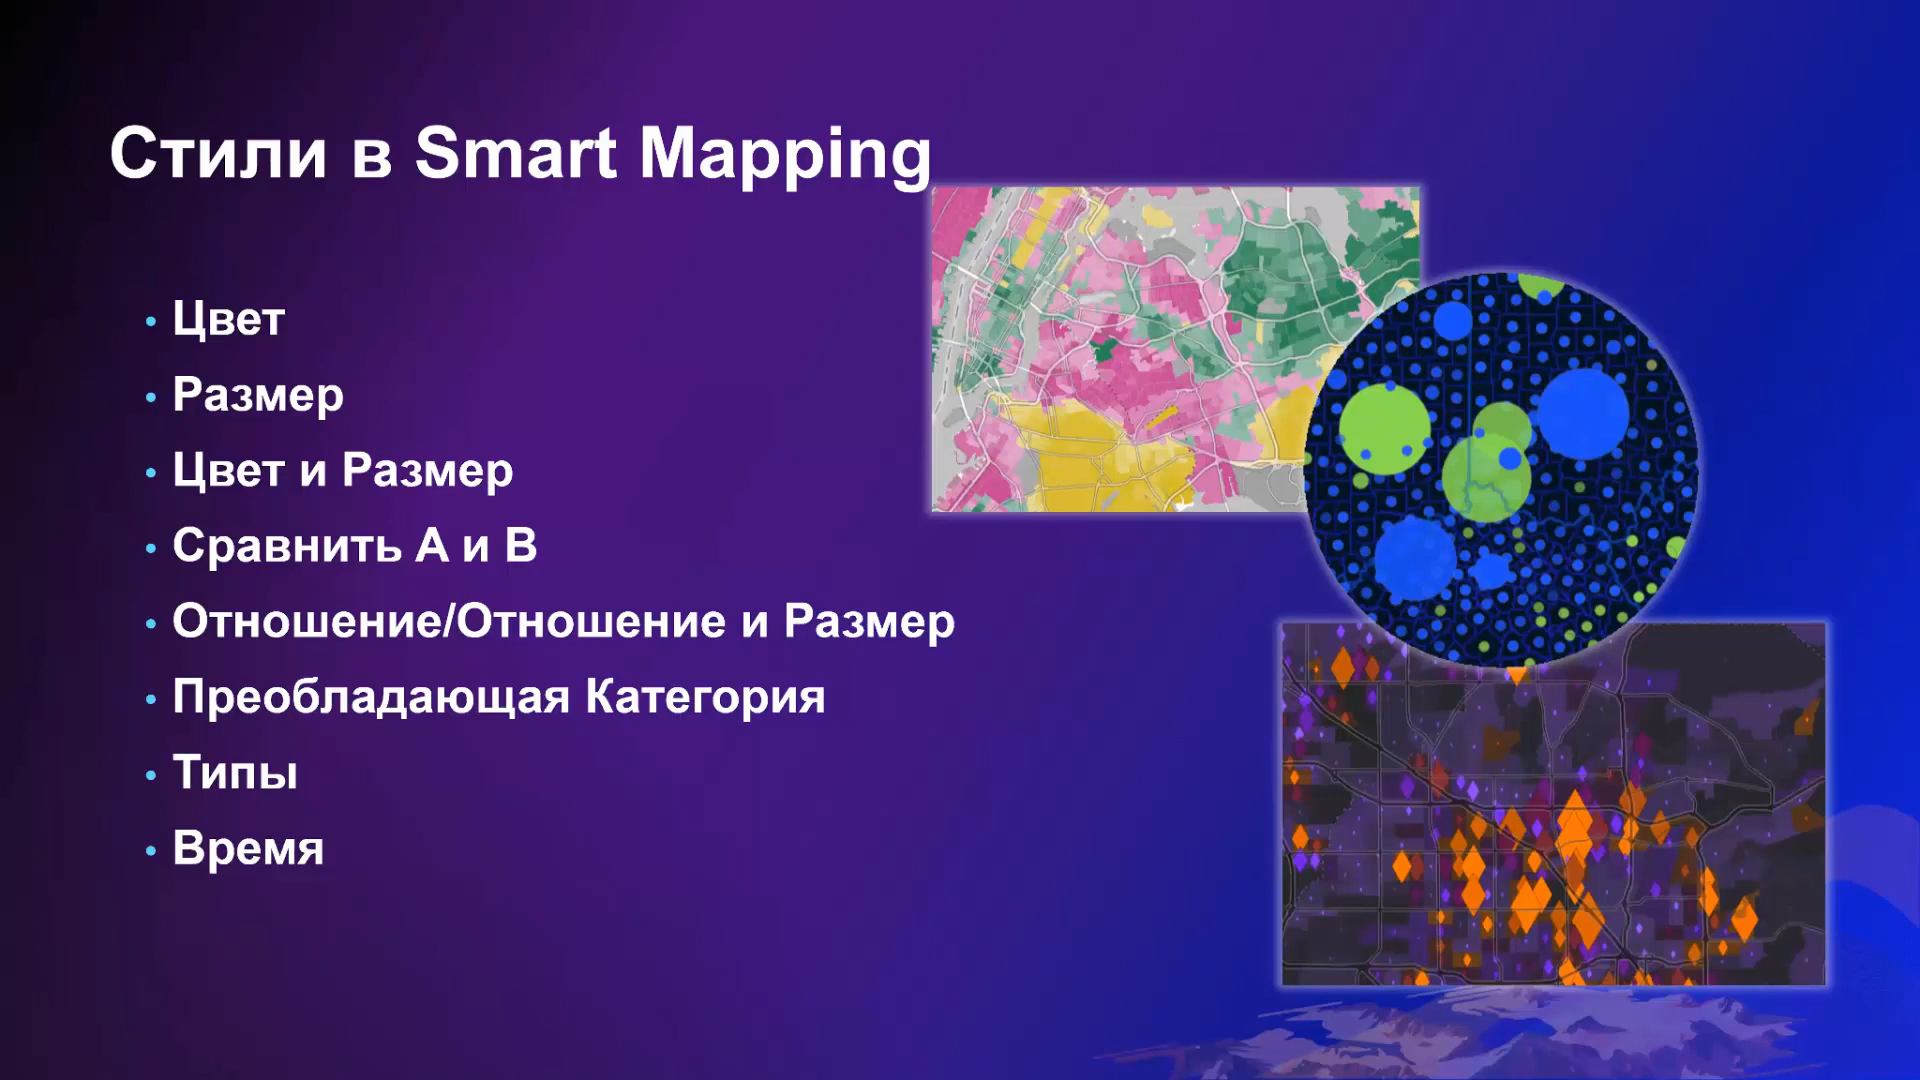 Стили в Smart Mapping
• Цвет
• Размер
• Цвет и Размер
• Сравнить А и В
• Отношение/Отношение и Размер
• Преобладающая Категория
• Типы
• Время